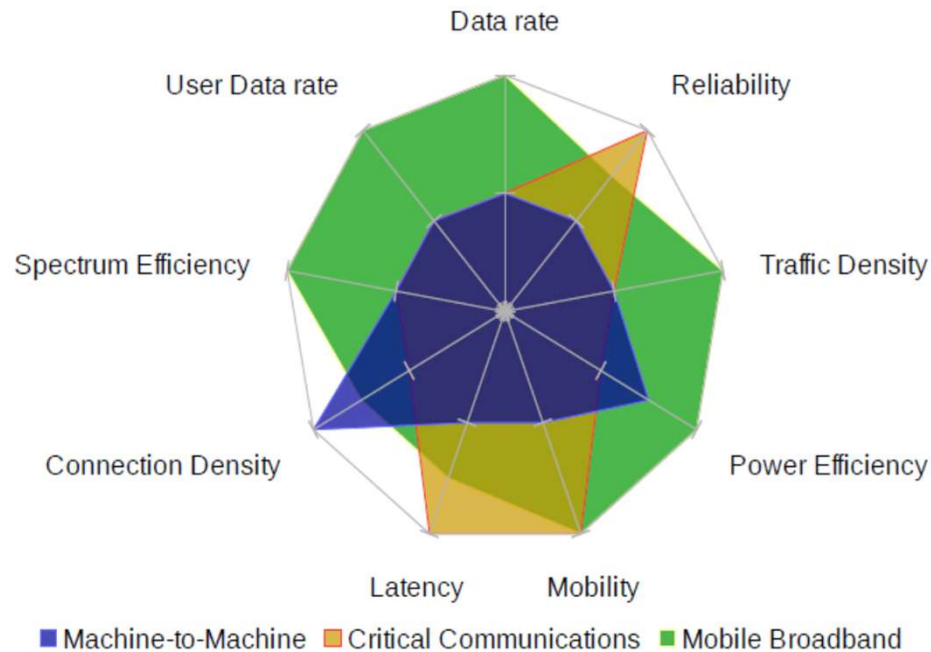 Data rate
User Data rate
Reliability
Spectrum Efficiency
Traffic Density
Connection Density
Power Efficiency
Latency
Mobility
Machine-to-Machine Critical Communications Mobile Broadband